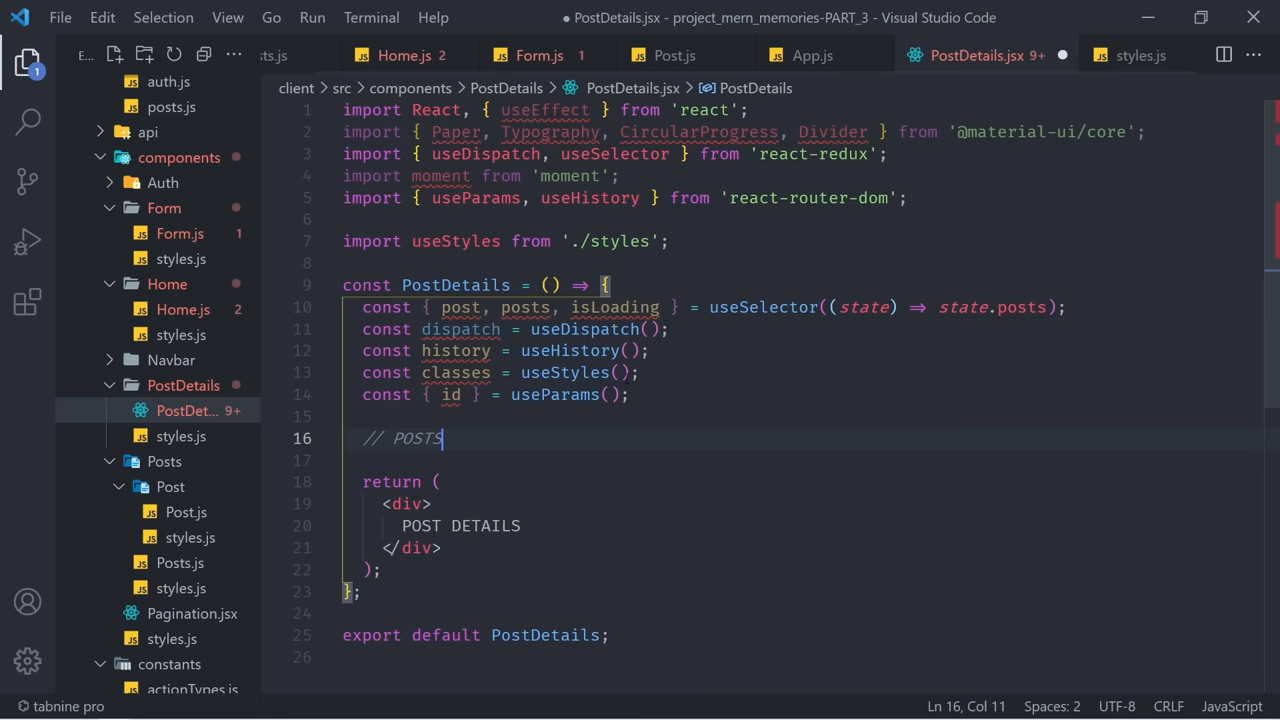 File Edit Selection View Go Run Terminal Help
● PostDetails.jsx - project_mern_memories-PART_3 - Visual Studio Code
E... ...
sts.js
Home.js 2
Form.js 1
Post.js
App.js
PostDetails.jsx 9+ ●
styles.js
1
auth.js
posts.js
api
components
Auth
Form
Form.js 1
styles.js
Home
Home.js 2
styles.js
Navbar
PostDetails
PostDet... 9+
styles.js
Posts
Post
Post.js
styles.js
Posts.js
styles.js
Pagination.jsx
styles.js
constants
actionTypes.js
client > src > components > PostDetails > PostDetails.jsx > PostDetails
1 import React, { useEffect } from 'react';
2 import { Paper, Typography, CircularProgress, Divider } from '@material-ui/core';
3 import { useDispatch, useSelector } from 'react-redux';
4 import moment from 'moment';
5 import { useParams, useHistory } from 'react-router-dom';
6
7 import useStyles from './styles';
8
9 const PostDetails = () => {
10 const { post, posts, isLoading } = useSelector((state) => state.posts);
11 const dispatch = useDispatch();
12 const history = useHistory();
13 const classes = useStyles();
14 const { id } = useParams();
15
16 // POSTS
17
18 return (
19 <div>
20 POST DETAILS
21 </div>
22 );
23 };
24
25 export default PostDetails;
26
tabnine pro
Ln 16, Col 11 Spaces: 2 UTF-8 CRLF JavaScript